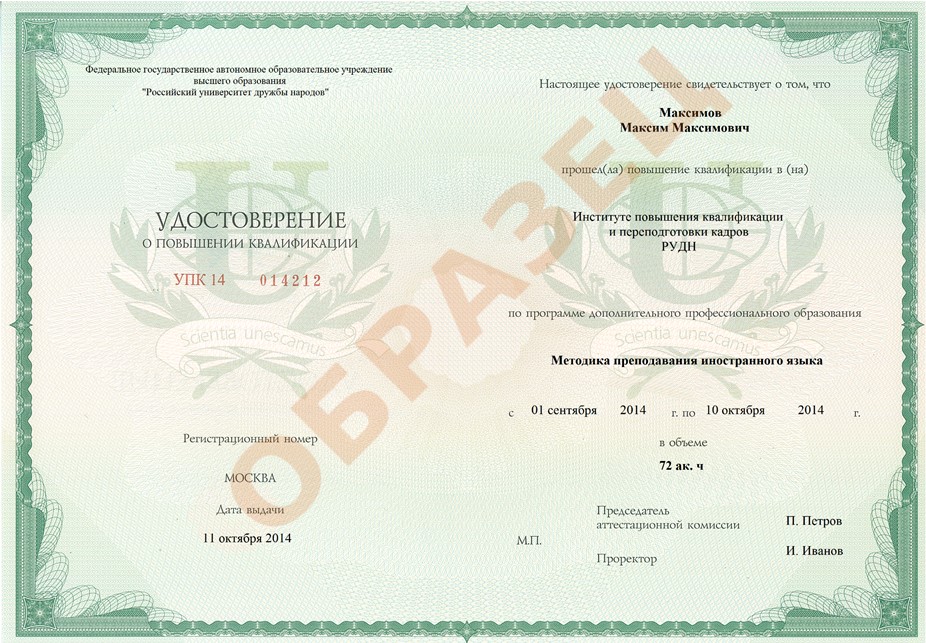 Федеральное государственное автономное образовательное учреждение
высшего образования
"Российский университет дружбы народов"
УДОСТОВЕРЕНИЕ
О ПОВЫШЕНИИ КВАЛИФИКАЦИИ
УПК 14 014212
Scientia unescamus
Регистрационный номер
МОСКВА
Дата выдачи
11 октября 2014
Настоящее удостоверение свидетельствует о том, что
Максимов
Максим Максимович
прошел(ла) повышение квалификации в (на)
Институте повышения квалификации
и переподготовки кадров
РУДН
Scientia unescamus
по программе дополнительного профессионального образования
Методика преподавания иностранного языка
с 01 сентября 2014 г. по 10 октября 2014 г.
в объеме
72 ак. ч
Председатель
аттестационной комиссии П. Петров
М.П.
Проректор И. Иванов
ОБРАЗЕЦ